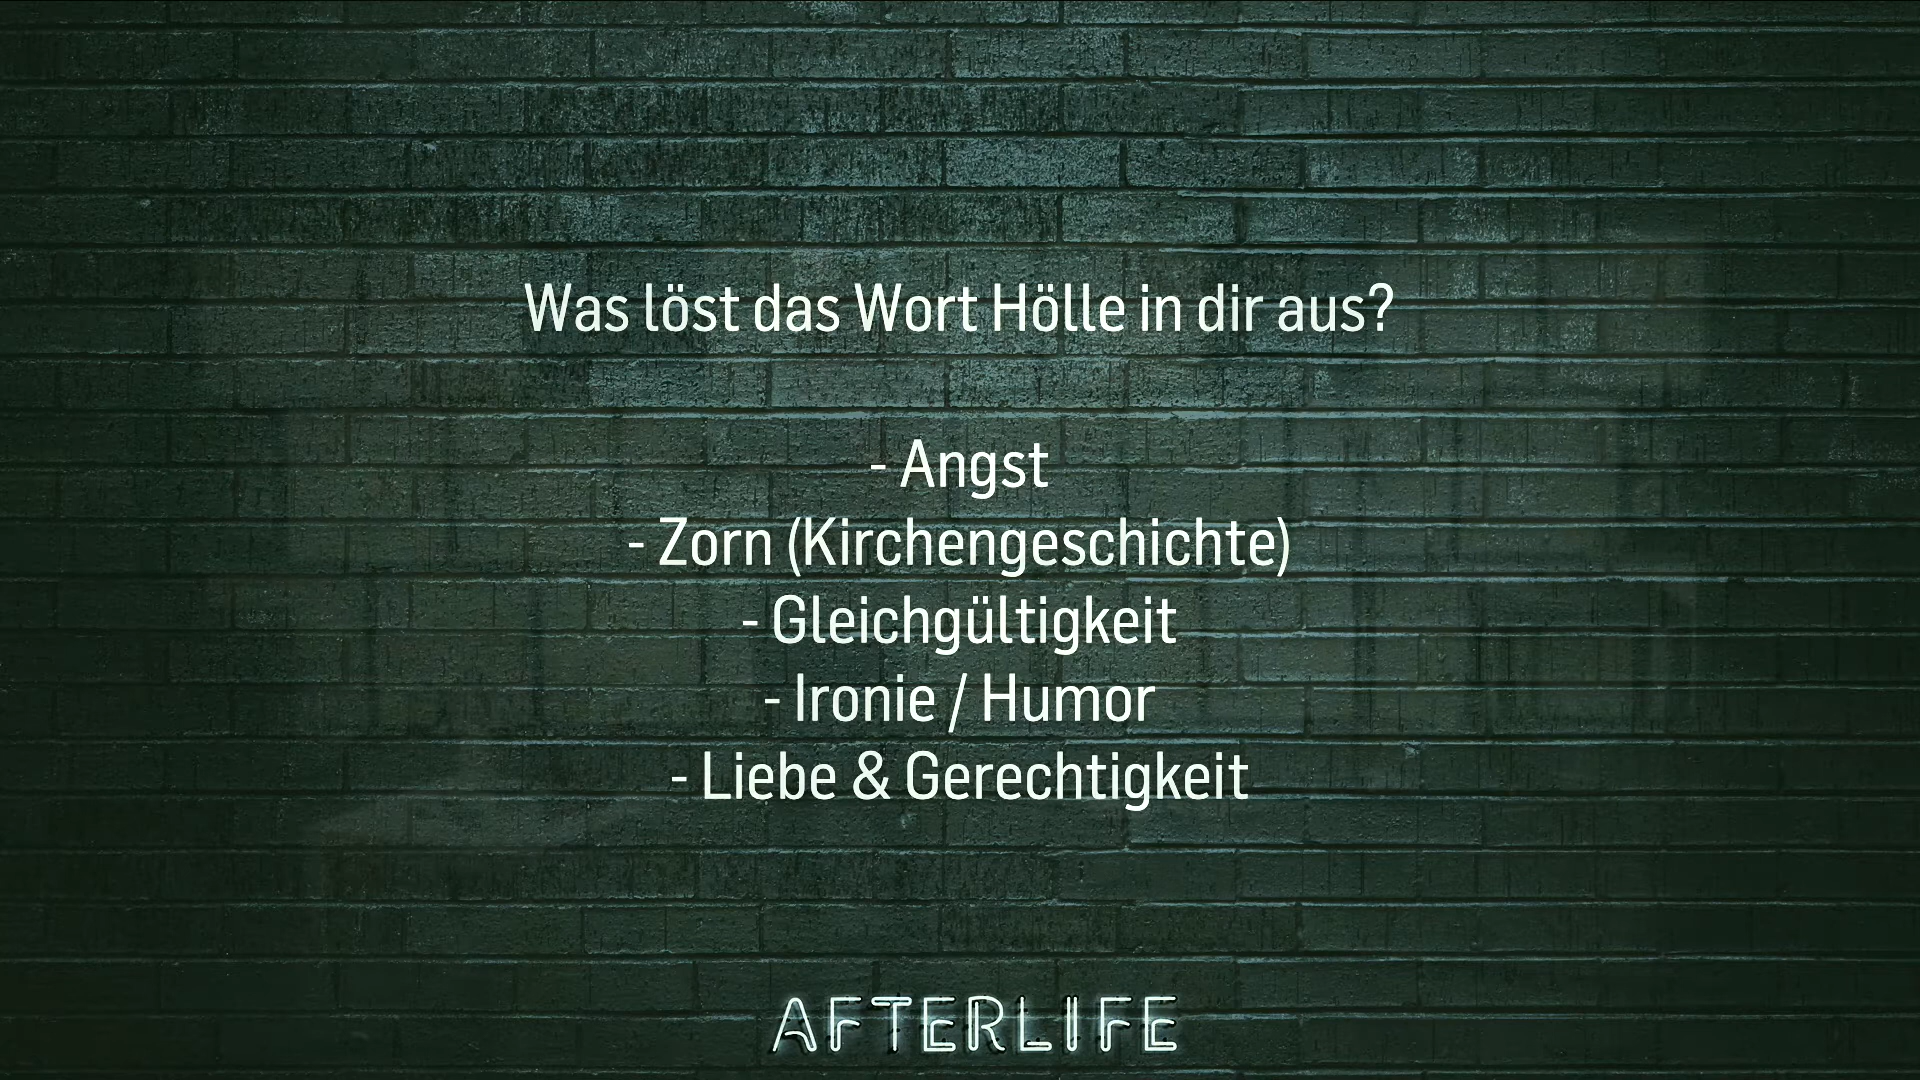 Was löst das Wort Hölle in dir aus?
- Angst
- Zorn (Kirchengeschichte)
- Gleichgültigkeit
- Ironie / Humor
- Liebe & Gerechtigkeit
AFTERLIFE